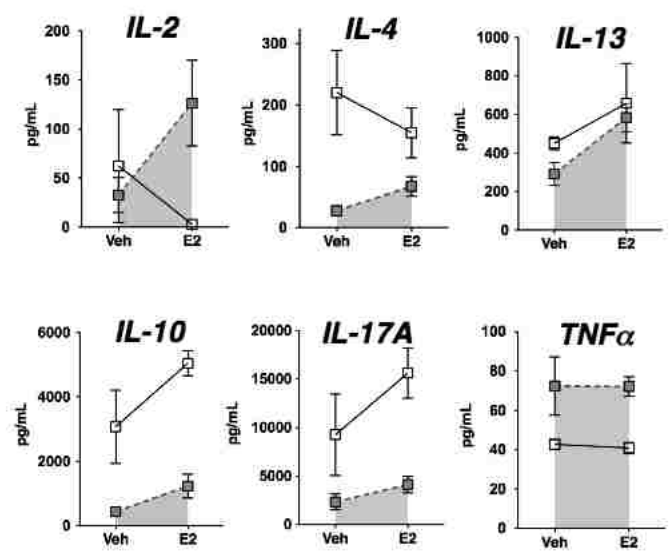 IL-2
200
150
100
50
0
pg/mL
Veh
E2
IL-4
300
200
100
0
pg/mL
Veh
E2
IL-13
1000
800
600
400
200
0
pg/mL
Veh
E2
IL-10
6000
4000
2000
0
pg/mL
Veh
E2
IL-17A
20000
15000
10000
5000
0
pg/mL
Veh
E2
TNFα
100
80
60
40
20
0
pg/mL
Veh
E2